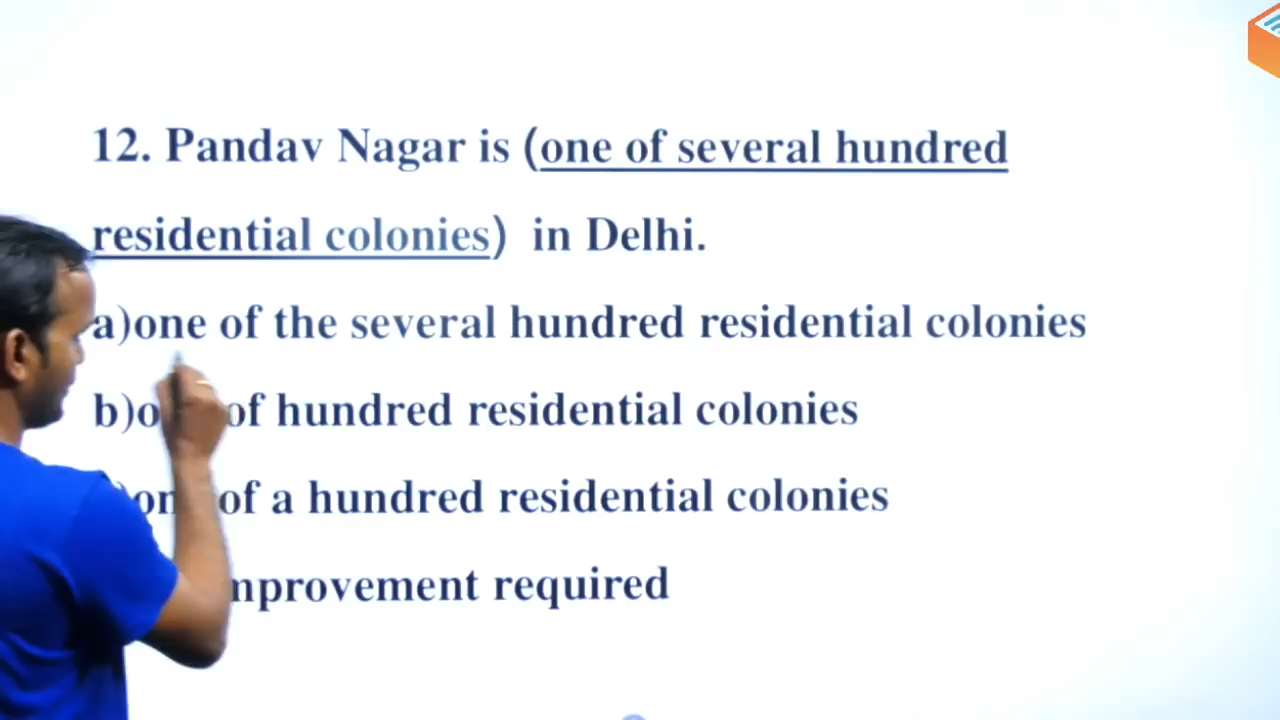 12. Pandav Nagar is (one of several hundred
residential colonies) in Delhi.
a)one of the several hundred residential colonies
of hundred residential colonies
of a hundred residential colonies
required